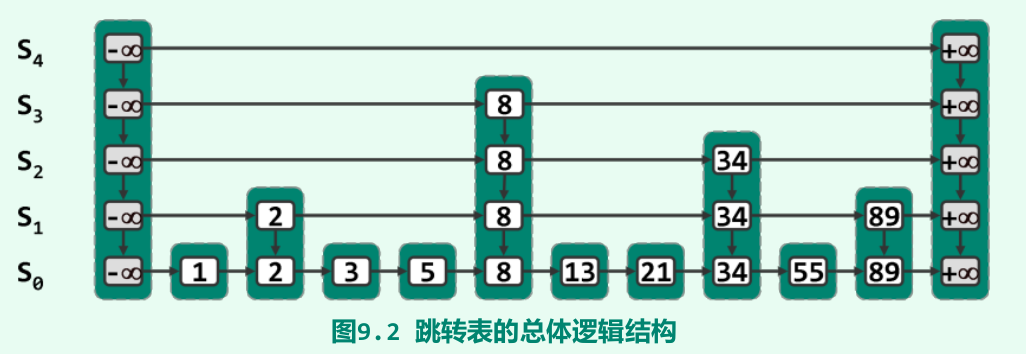 S4 -∞ +∞
S3 -∞ 8 +∞
S2 -∞ 8 34 +∞
S1 -∞ 2 8 34 89 +∞
S0 -∞ 1 2 3 5 8 13 21 34 55 89 +∞
图9.2 跳转表的总体逻辑结构